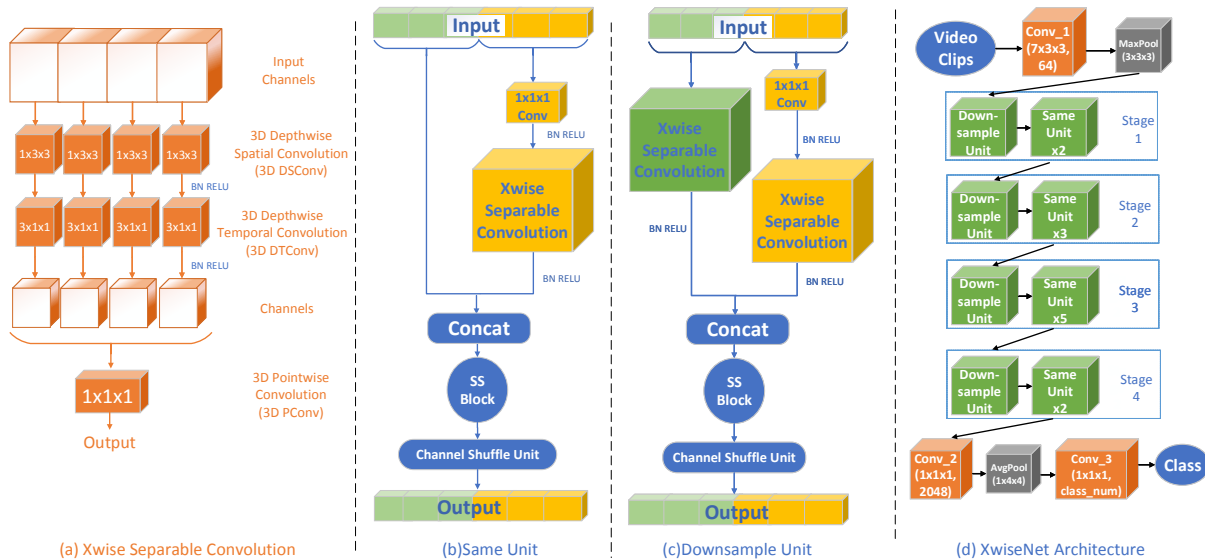 Input
Channels
1x3x3
1x3x3
1x3x3
1x3x3
3D Depthwise
Spatial Convolution
(3D DSConv)
BN RELU
3x1x1
3x1x1
3x1x1
3x1x1
3D Depthwise
Temporal Convolution
(3D DTConv)
BN RELU
Channels
1x1x1
3D Pointwise
Convolution
(3D PConv)
Output
(a) Xwise Separable Convolution
Input
1x1x1
Conv
BN RELU
Xwise
Separable
Convolution
BN RELU
Concat
SS
Block
Channel Shuffle Unit
Output
(b)Same Unit
Input
1x1x1
Conv
Xwise
Separable
Convolution
BN RELU
Xwise
Separable
Convolution
BN RELU
BN RELU
Concat
SS
Block
Channel Shuffle Unit
Output
(c)Downsample Unit
Video
Clips
Conv_1
(7x3x3,
64)
MaxPool
(3x3x3)
Down-
sample
Unit
Same
Unit
x2
Stage
1
Down-
sample
Unit
Same
Unit
x3
Stage
2
Down-
sample
Unit
Same
Unit
x5
Stage
3
Down-
sample
Unit
Same
Unit
x2
Stage
4
Conv_2
(1x1x1,
2048)
AvgPool
(1x4x4)
Conv_3
(1x1x1,
class_num)
Class
(d) XwiseNet Architecture